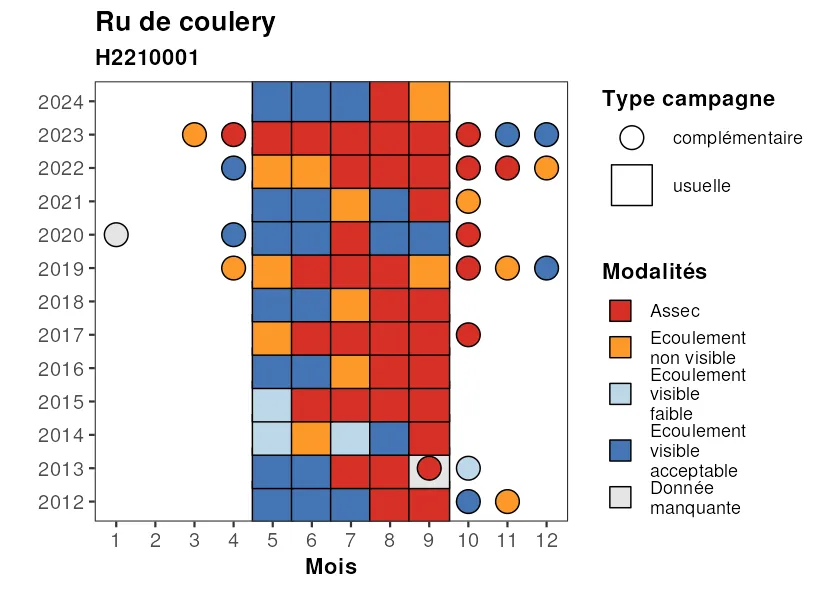 Ru de coulery
H2210001
2024
2023
2022
2021
2020
2019
2018
2017
2016
2015
2014
2013
2012
1 2 3 4 5 6 7 8 9 10 11 12
Mois
Type campagne
complémentaire
usuelle
Modalités
Assec
Ecoulement
non visible
Ecoulement
visible
faible
Ecoulement
visible
acceptable
Donnée
manquante